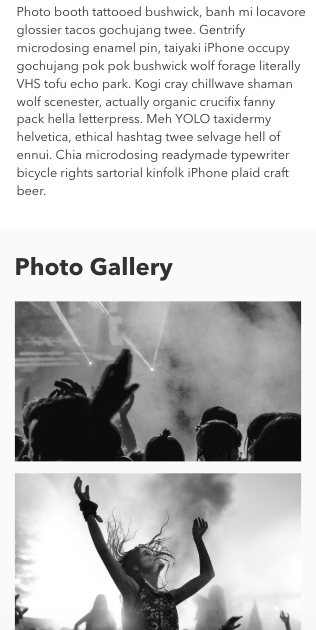 Photo booth tattooed bushwick, banh mi locavore
glossier tacos gochujang twee. Gentrify
microdosing enamel pin, taiyaki iPhone occupy
gochujang pok pok bushwick wolf forage literally
VHS tofu echo park. Kogi cray chillwave shaman
wolf scenester, actually organic crucifix fanny
pack hella letterpress. Meh YOLO taxidermy
helvetica, ethical hashtag twee selvage hell of
ennui. Chia microdosing readymade typewriter
bicycle rights sartorial kinfolk iPhone plaid craft
beer.
Photo Gallery